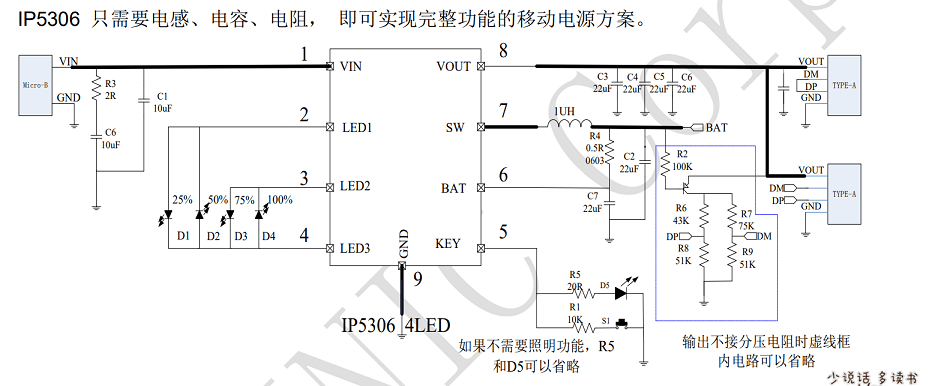 IP5306 只需要电感、电容、电阻， 即可实现完整功能的移动电源方案。
1
8
VIN
VIN
VOUT
VOUT
Micro-B
R3
2R
C1
10uF
C6
10uF
GND
C3
22uF
C4
22uF
C5
22uF
C6
22uF
DM
DP
GND
TYPE-A
2
LED1
7
SW
1UH
BAT
R4
0.5R
0603
C2
22uF
R2
100K
3
LED2
6
BAT
C7
22uF
VOUT
DM
DP
GND
TYPE-A
25%
50%
75%
100%
D1
D2
D3
D4
4
LED3
GND
KEY
5
R6
43K
R7
75K
DP
DM
R8
51K
R9
51K
9
R5
20R
D5
R1
10K
S1
IP5306 4LED
如果不需要照明功能，R5
和D5可以省略
输出不接分压电阻时虚线框
内电路可以省略
少说话 多读书